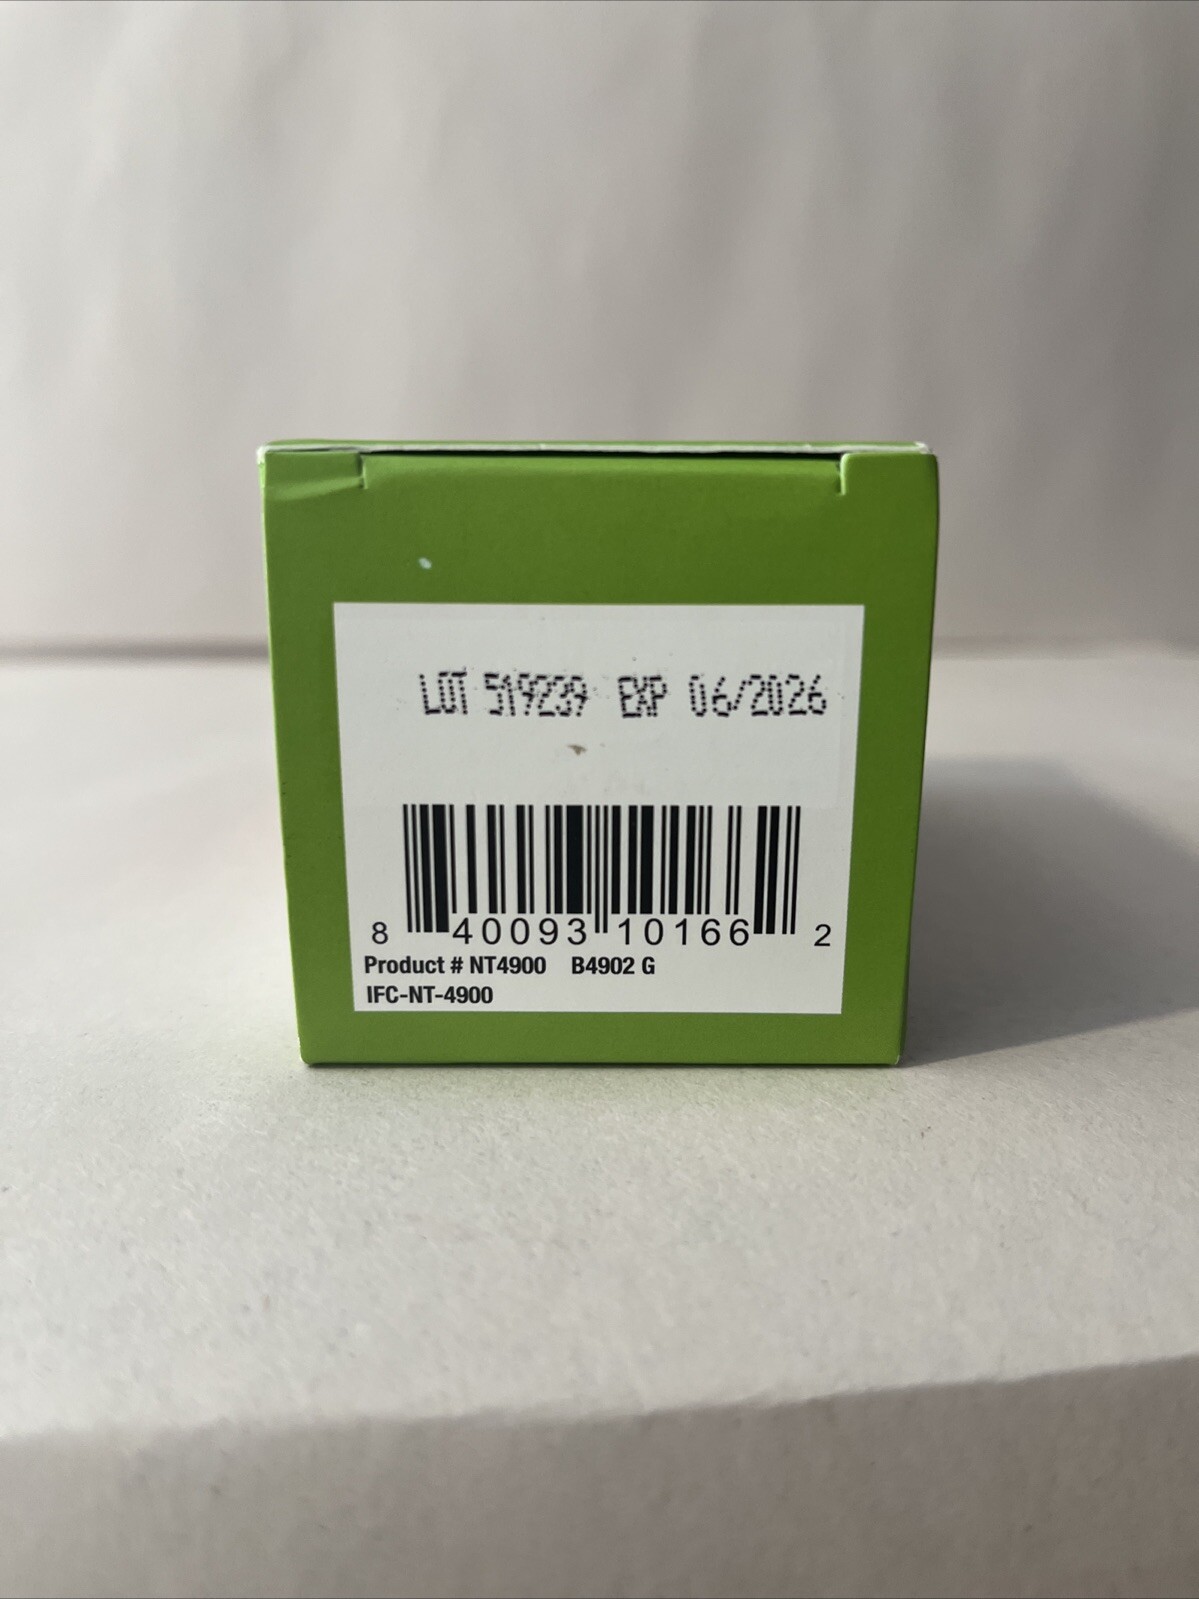 LOT 519239 EXP 06/2026
8 40093 10166 2
Product # NT4900 B4902 G
IFC-NT-4900